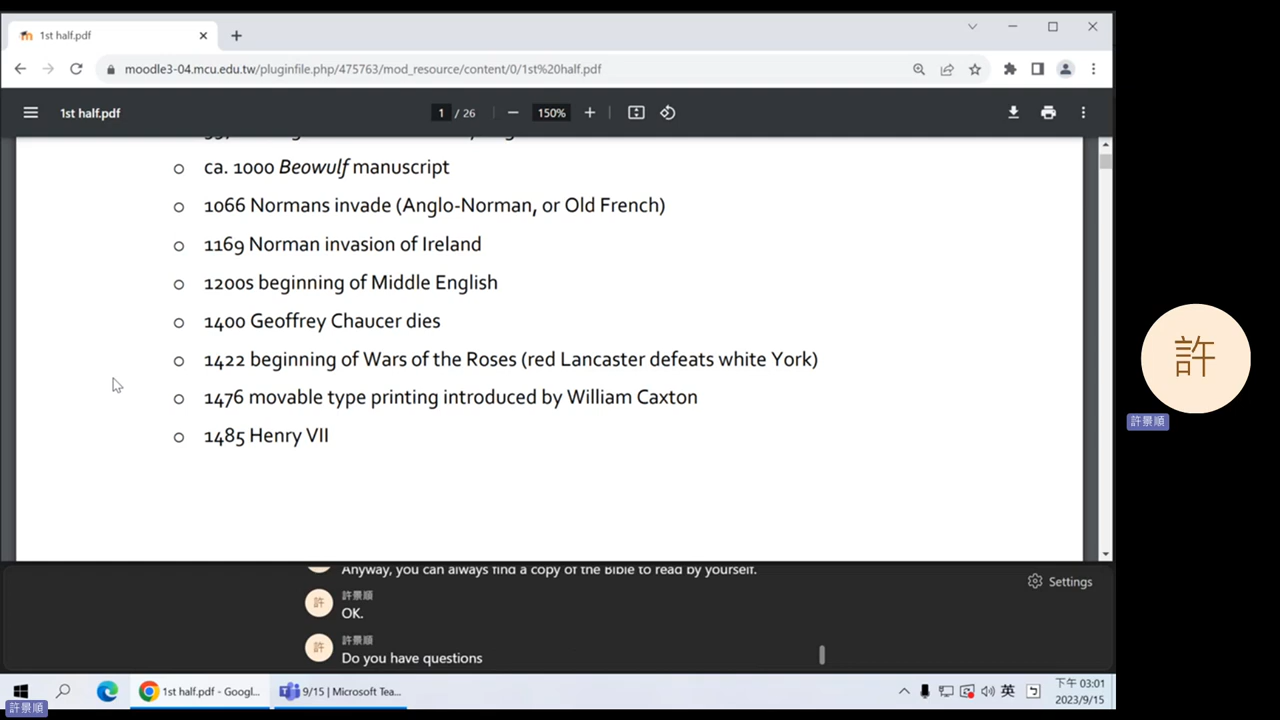 1st half.pdf
moodle3-04.mcu.edu.tw/pluginfile.php/475763/mod_resource/content/0/1st%20half.pdf
1st half.pdf
1 / 26
150%
ca. 1000 Beowulf manuscript
1066 Normans invade (Anglo-Norman, or Old French)
1169 Norman invasion of Ireland
1200s beginning of Middle English
1400 Geoffrey Chaucer dies
1422 beginning of Wars of the Roses (red Lancaster defeats white York)
1476 movable type printing introduced by William Caxton
1485 Henry VII
許
許景順
Anyway, you can always find a copy of the Bible to read by yourself.
Settings
許
許景順
OK.
許
許景順
Do you have questions
1st half.pdf - Googl...
9/15 | Microsoft Tea...
英
下午 03:01
2023/9/15
許景順